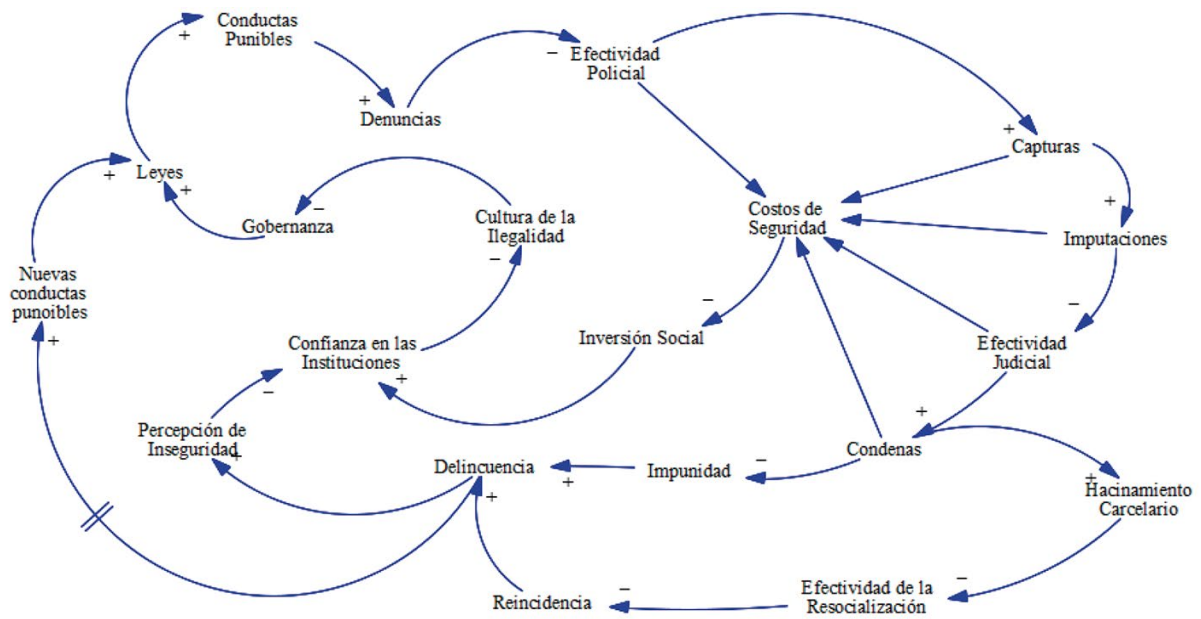 Conductas
Punibles
+
+
Denuncias
−
Efectividad
Policial
+
Capturas
+
Leyes
+
+
Gobernanza
−
Cultura de la
Ilegalidad
−
Costos de
Seguridad
+
Imputaciones
−
Nuevas
conductas
punoibles
+
Confianza en las
Instituciones
+
−
Inversión Social
−
Efectividad
Judicial
+
Percepción de
Inseguridad
+
Delincuencia
+
+
Impunidad
−
Condenas
+
Hacinamiento
Carcelario
−
Reincidencia
−
Efectividad de la
Resocialización